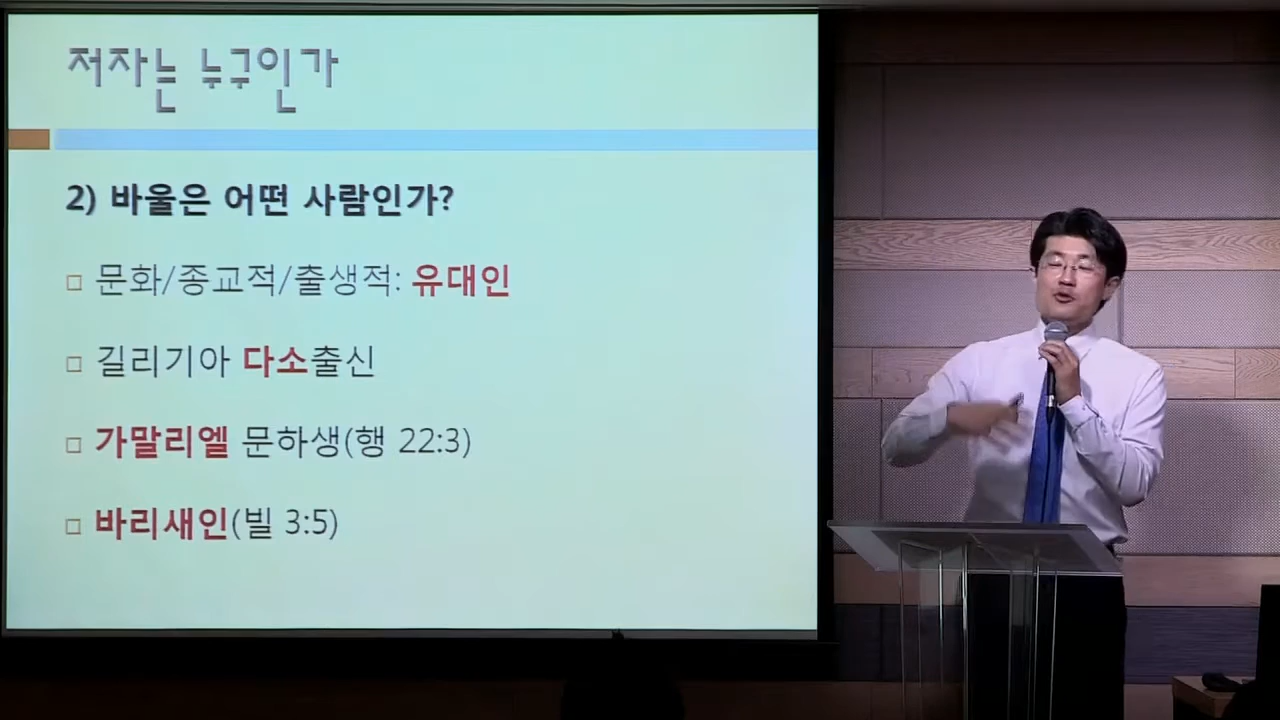 저자는 누구인가
2) 바울은 어떤 사람인가?
문화/종교적/출생적: 유대인
길리기아 다소출신
가말리엘 문하생(행 22:3)
바리새인(빌 3:5)